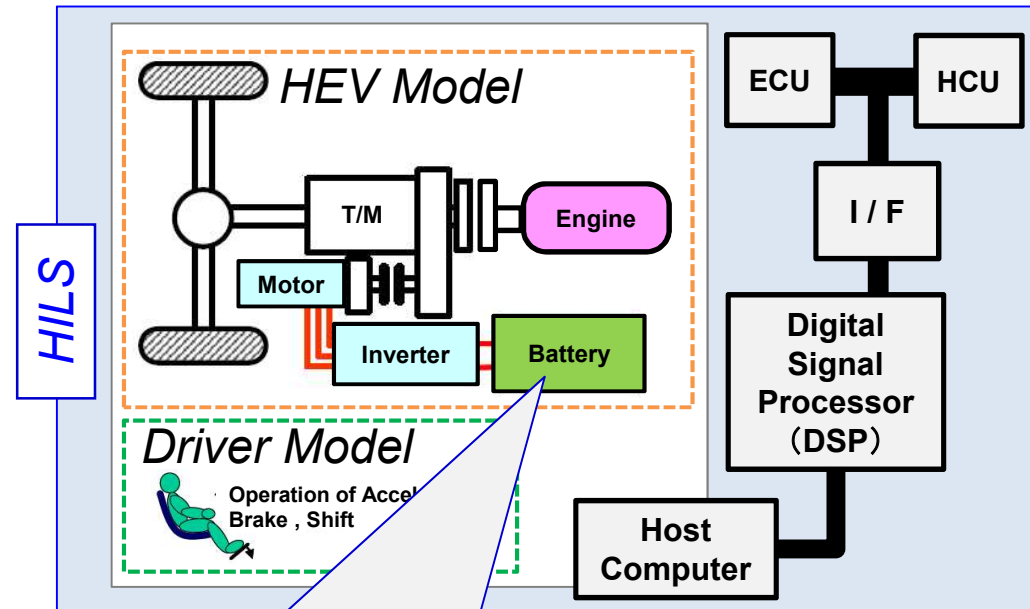 HILS
HEV Model
T/M
Engine
Motor
Inverter
Battery
Driver Model
Operation of Accel
Brake , Shift
ECU
HCU
I / F
Digital
Signal
Processor
（DSP）
Host
Computer